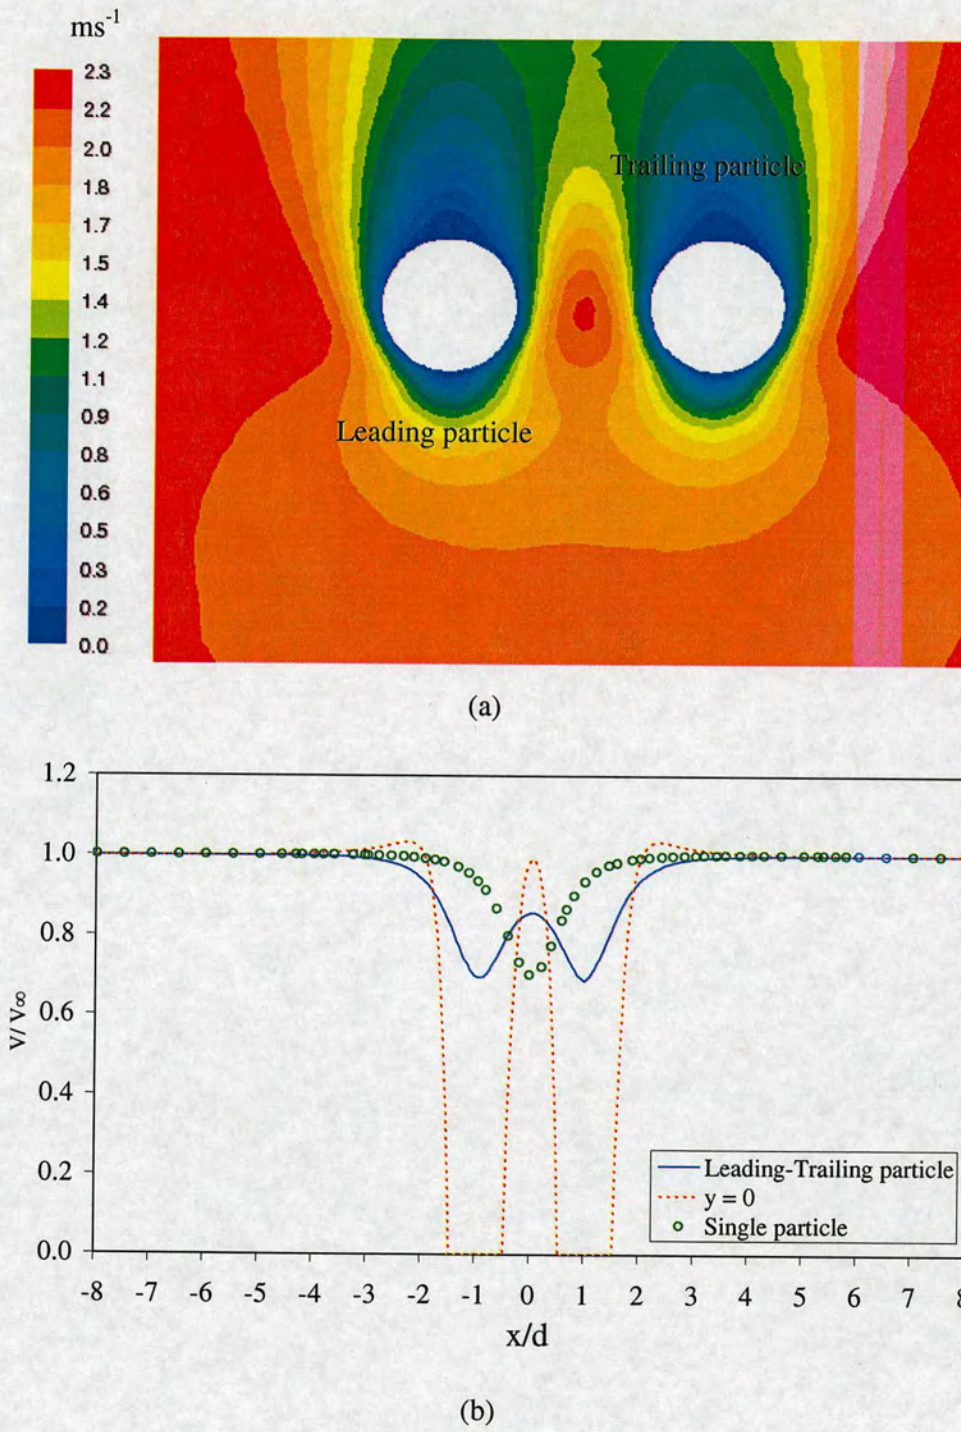 ms-1
2.3
2.2
2.0
1.8
1.7
1.5
1.4
1.2
1.1
0.9
0.8
0.6
0.5
0.3
0.2
0.0
Trailing particle
Leading particle
(a)
1.2
1.0
0.8
0.6
0.4
0.2
0.0
V/ V∞
Leading-Trailing particle
y = 0
Single particle
-8 -7 -6 -5 -4 -3 -2 -1 0 1 2 3 4 5 6 7 8
x/d
(b)